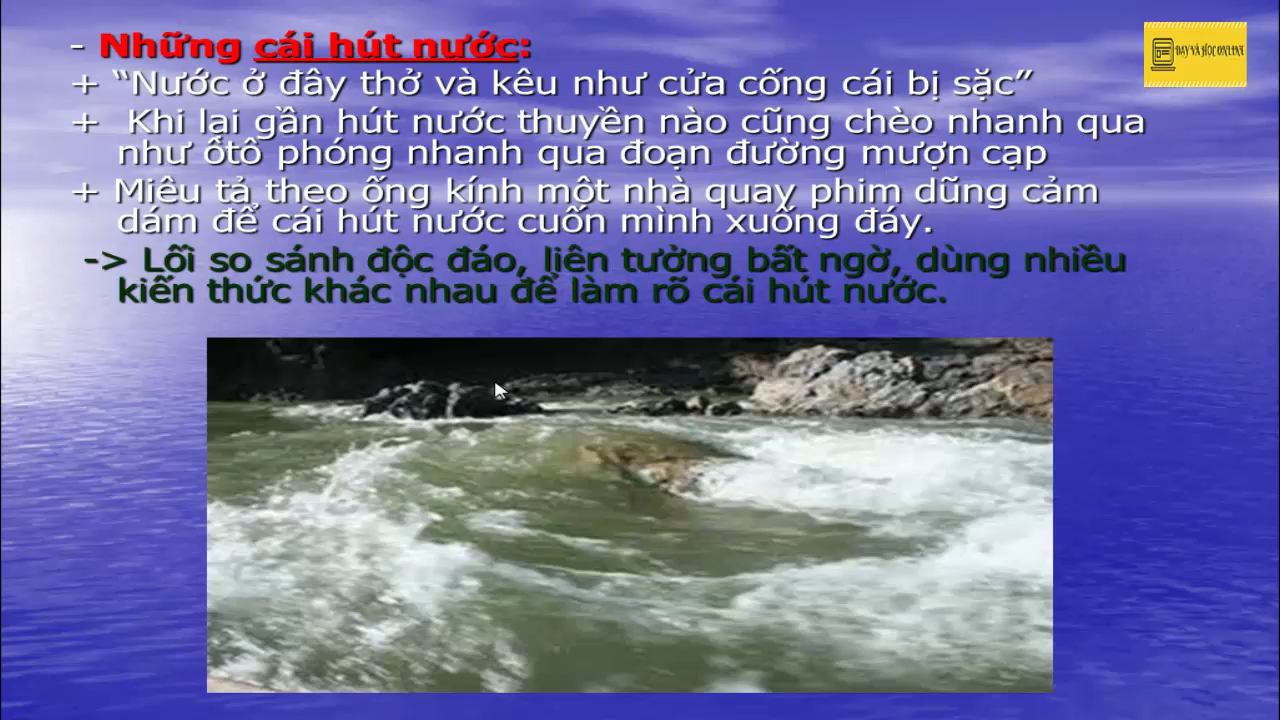 - Những cái hút nước:
+ “Nước ở đây thở và kêu như cửa cống cái bị sặc”
+ Khi lại gần hút nước thuyền nào cũng chèo nhanh qua
như ôtô phóng nhanh qua đoạn đường mượn cạp
+ Miêu tả theo ống kính một nhà quay phim dũng cảm
dám để cái hút nước cuốn mình xuống đáy.
-> Lối so sánh độc đáo, liên tưởng bất ngờ, dùng nhiều
kiến thức khác nhau để làm rõ cái hút nước.
DẠY VÀ HỌC ONLINE